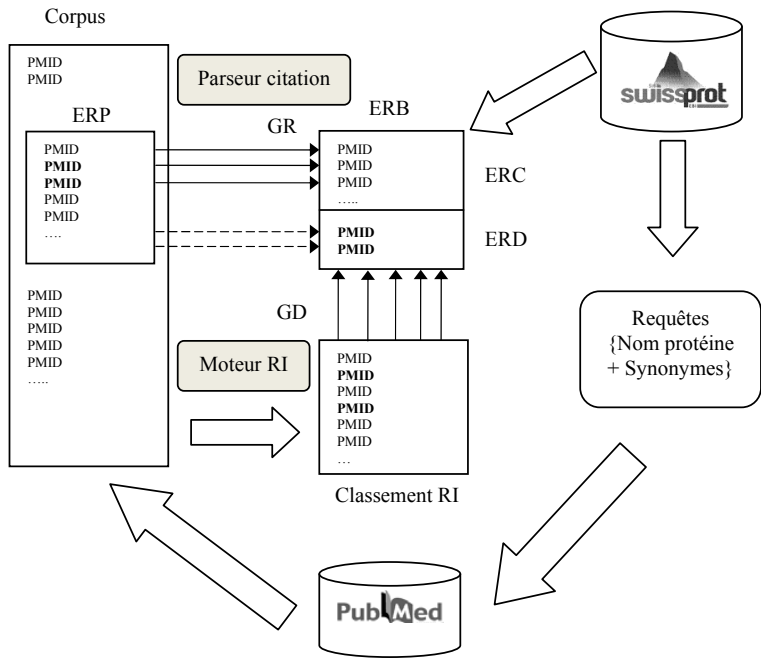 Corpus
PMID
PMID
Parseur citation
ERP
GR
ERB
PMID
PMID
PMID
PMID
PMID
….
PMID
PMID
PMID
…..
ERC
PMID
PMID
ERD
PMID
PMID
PMID
PMID
PMID
…..
GD
Moteur RI
PMID
PMID
PMID
PMID
PMID
PMID
…
Classement RI
swissprot
Requêtes
{Nom protéine
+ Synonymes}
PubMed